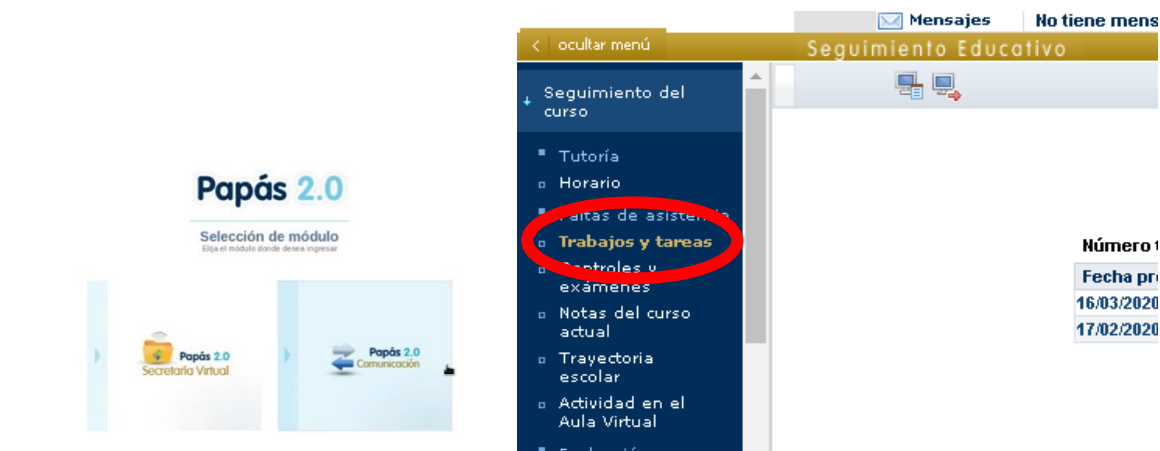 Papás 2.0
Selección de módulo
Elija el módulo donde desea ingresar
Papás 2.0
Secretaría Virtual
Papás 2.0
Comunicación
Mensajes
No tiene mens
ocultar menú
Seguimiento Educativo
Seguimiento del
curso
Tutoría
Horario
Faltas de asistencia
Trabajos y tareas
Controles y
exámenes
Notas del curso
actual
Trayectoria
escolar
Actividad en el
Aula Virtual
Número t
Fecha pr
16/03/2020
17/02/2020